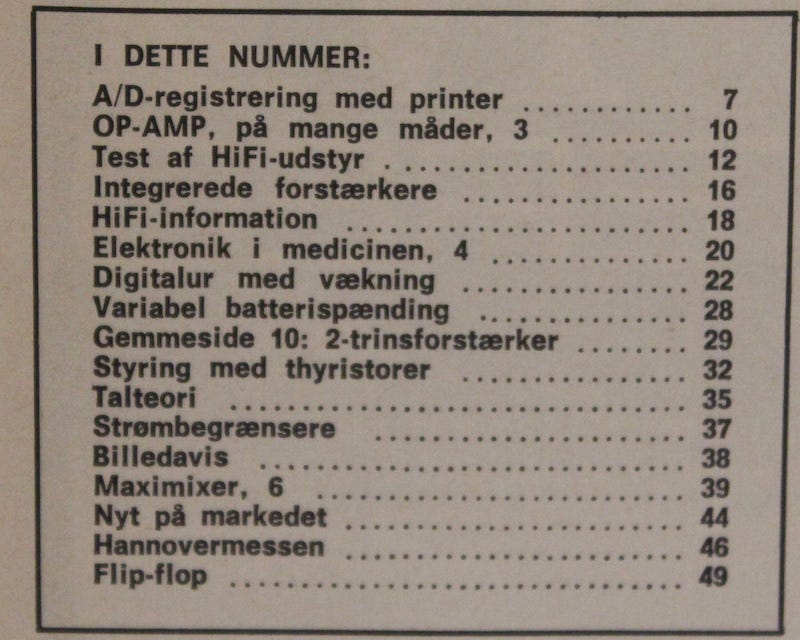 I DETTE NUMMER:
A/D-registrering med printer ............ 7
OP-AMP, på mange måder, 3 .......... 10
Test af HiFi-udstyr . .................... 12
Integrerede forstærkere ................ 16
HiFi-information ........................ 18
Elektronik i medicinen, 4 .............. 20
Digitalur med vækning ................ 22
Variabel batterispænding ............... 28
Gemmeside 10: 2-trinsforstærker ........ 29
Styring med thyristorer ................ 32
Talteori ................................ 35
Strømbegrænsere ...................... 37
Billedavis .............................. 38
Maximixer, 6 .......................... 39
Nyt på markedet ........................ 44
Hannovermessen ........................ 46
Flip-flop ................................ 49